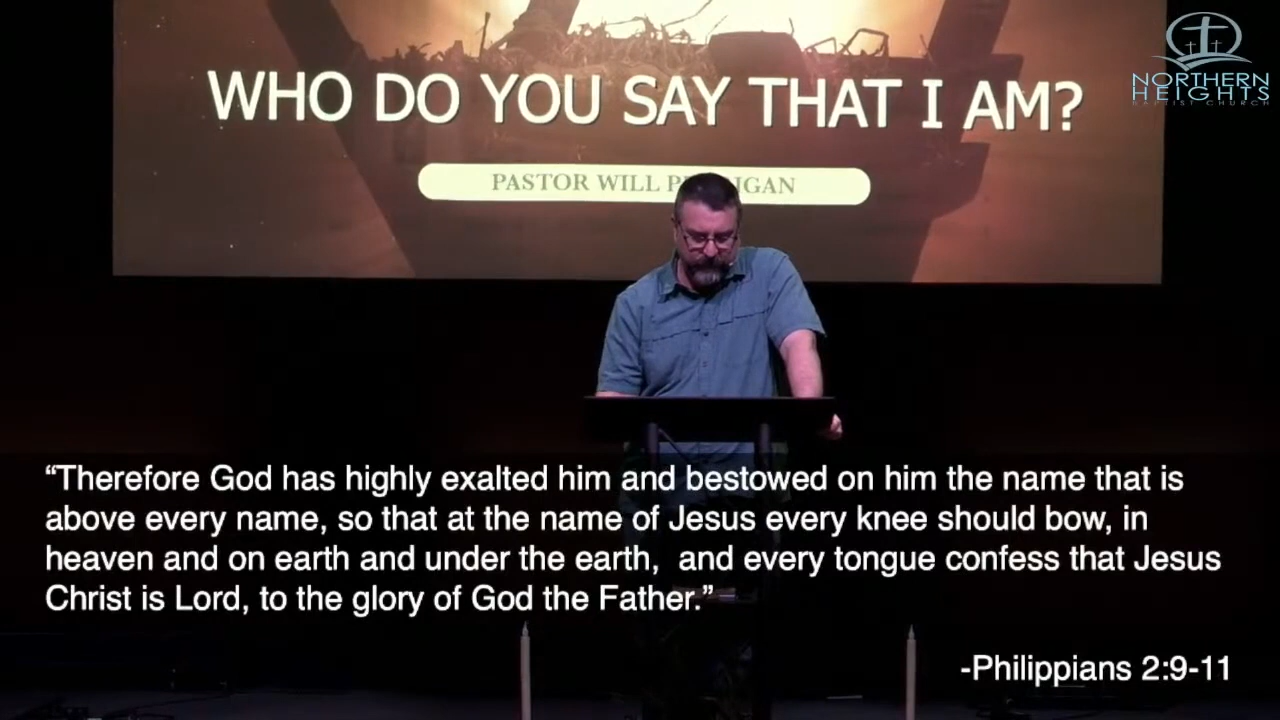 WHO DO YOU SAY THAT I AM?
PASTOR WILL
NORTHERN
HEIGHTS
BAPTIST CHURCH
“Therefore God has highly exalted him and bestowed on him the name that is
above every name, so that at the name of Jesus every knee should bow, in
heaven and on earth and under the earth,  and every tongue confess that Jesus
Christ is Lord, to the glory of God the Father.”
-Philippians 2:9-11